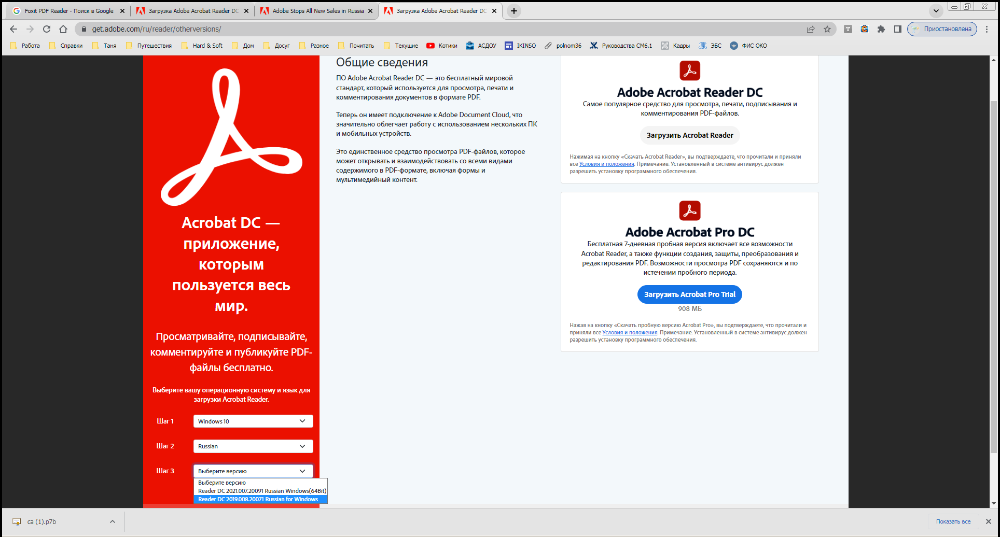 Foxit PDF Reader - Поиск в Google
Загрузка Adobe Acrobat Reader DC
Adobe Stops All New Sales in Russia
Загрузка Adobe Acrobat Reader DC
get.adobe.com/ru/reader/otherversions/
Приостановлена
Работа
Справки
Таня
Путешествия
Hard & Soft
Дом
Досуг
Разное
Почитать
Текущие
Котики
АСДОУ
IKINSO
polnom36
Руководства СМ6.1
Кадры
ЭБС
ФИС ОКО
Acrobat DC —
приложение,
которым
пользуется весь
мир.
Просматривайте, подписывайте,
комментируйте и публикуйте PDF-
файлы бесплатно.
Выберите вашу операционную систему и язык для
загрузки Acrobat Reader.
Шаг 1
Windows 10
Шаг 2
Russian
Шаг 3
Выберите версию
Выберите версию
Reader DC 2021.007.20091 Russian Windows(64Bit)
Reader DC 2019.008.20071 Russian for Windows
Общие сведения
ПО Adobe Acrobat Reader DC — это бесплатный мировой
стандарт, который используется для просмотра, печати и
комментирования документов в формате PDF.
Теперь он имеет подключение к Adobe Document Cloud, что
значительно облегчает работу с использованием нескольких ПК
и мобильных устройств.
Это единственное средство просмотра PDF-файлов, которое
может открывать и взаимодействовать со всеми видами
содержимого в PDF-формате, включая формы и
мультимедийный контент.
Adobe Acrobat Reader DC
Самое популярное средство для просмотра, печати, подписывания и
комментирования PDF-файлов.
Загрузить Acrobat Reader
Нажимая на кнопку «Скачать Acrobat Reader», вы подтверждаете, что прочитали и приняли
все Условия и положения. Примечание. Установленный в системе антивирус должен
разрешить установку программного обеспечения.
Adobe Acrobat Pro DC
Бесплатная 7-дневная пробная версия включает все возможности
Acrobat Reader, а также функции создания, защиты, преобразования и
редактирования PDF. Возможности просмотра PDF сохраняются и по
истечении пробного периода.
Загрузить Acrobat Pro Trial
908 МБ
Нажав на кнопку «Скачать пробную версию Acrobat Pro», вы подтверждаете, что прочитали и
приняли все Условия и положения. Примечание. Установленный в системе антивирус должен
разрешить установку программного обеспечения.
ca (1).p7b
Показать все